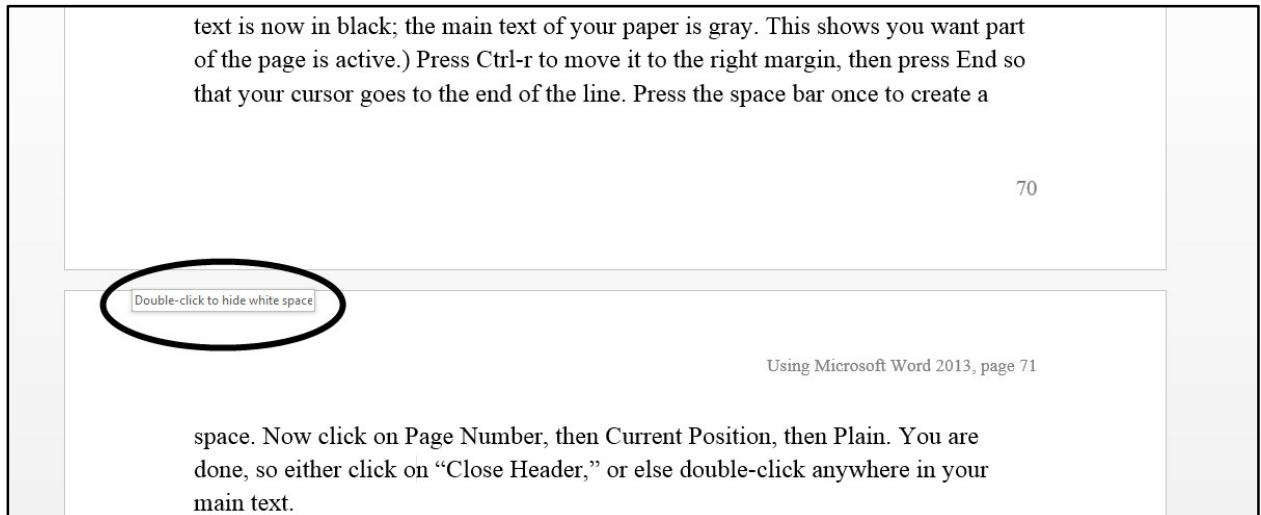 text is now in black; the main text of your paper is gray. This shows you want part
of the page is active.) Press Ctrl-r to move it to the right margin, then press End so
that your cursor goes to the end of the line. Press the space bar once to create a
70
Double-click to hide white space
Using Microsoft Word 2013, page 71
space. Now click on Page Number, then Current Position, then Plain. You are
done, so either click on “Close Header,” or else double-click anywhere in your
main text.